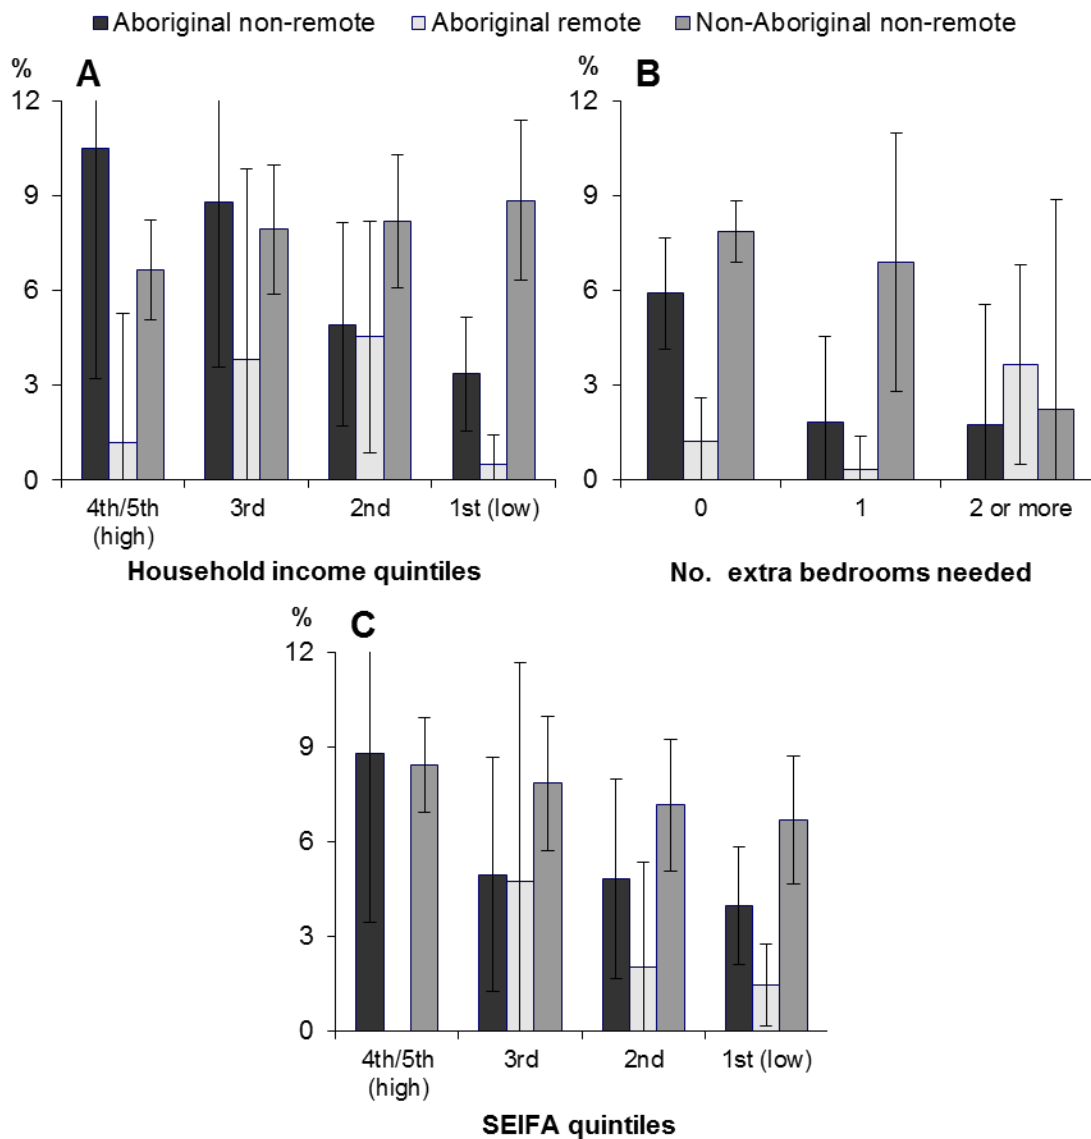 Aboriginal non-remote Aboriginal remote Non-Aboriginal non-remote
% A
12
9
6
3
0
4th/5th (high) 3rd 2nd 1st (low)
Household income quintiles
% B
12
9
6
3
0
0 1 2 or more
No. extra bedrooms needed
% C
12
9
6
3
0
4th/5th (high) 3rd 2nd 1st (low)
SEIFA quintiles